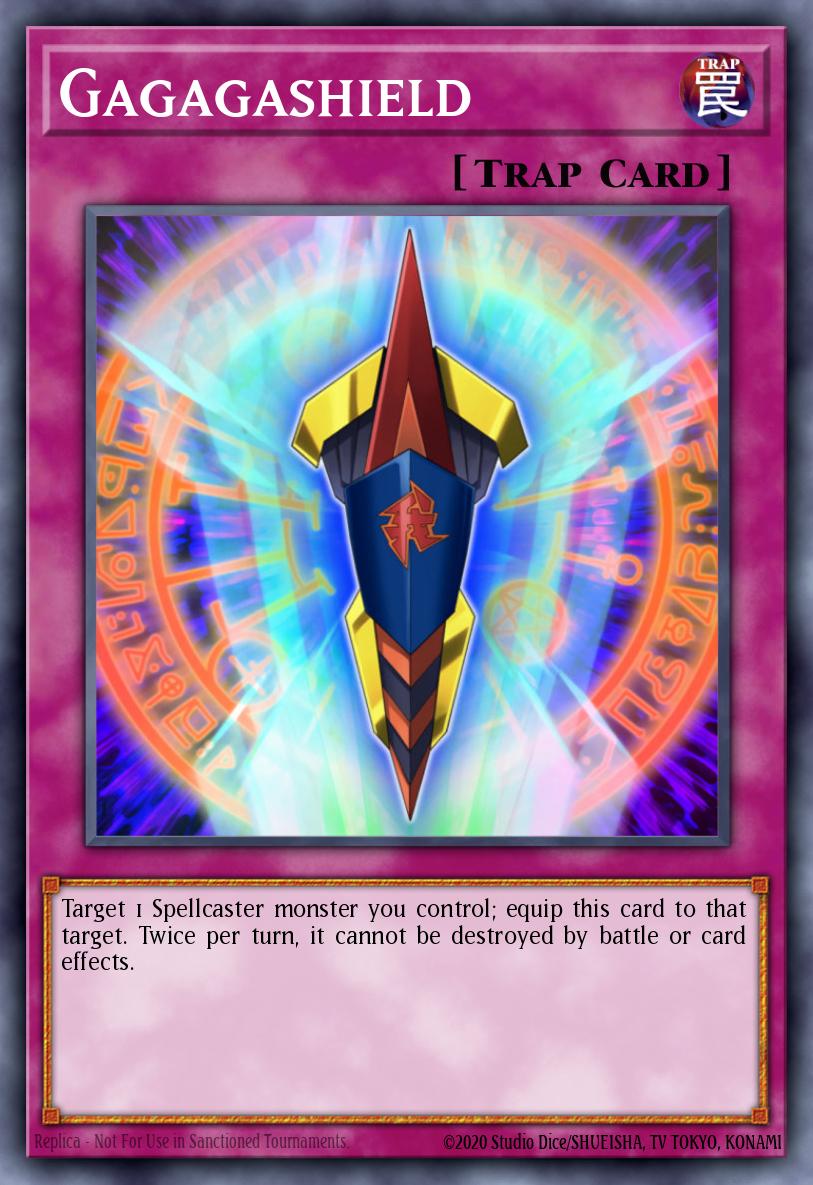 Gagagashield
TRAP
罠
[Trap Card]
我
Target 1 Spellcaster monster you control; equip this card to that
target. Twice per turn, it cannot be destroyed by battle or card
effects.
Replica - Not For Use in Sanctioned Tournaments.
©2020 Studio Dice/SHUEISHA, TV TOKYO, KONAMI